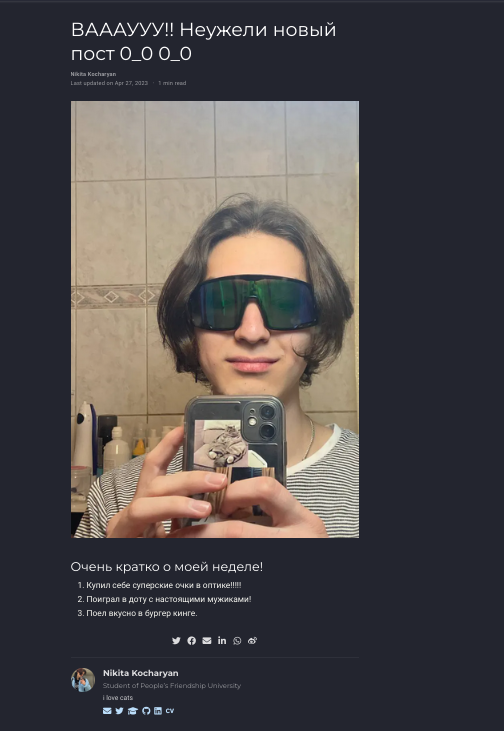 ВАААУУУ!! Неужели новый
пост 0_0 0_0
Nikita Kocharyan
Last updated on Apr 27, 2023 · 1 min read
Очень кратко о моей неделе!
1. Купил себе суперские очки в оптике!!!!!
2. Поиграл в доту с настоящими мужиками!
3. Поел вкусно в бургер кинге.
Nikita Kocharyan
Student of People's Friendship University
i love cats
CV